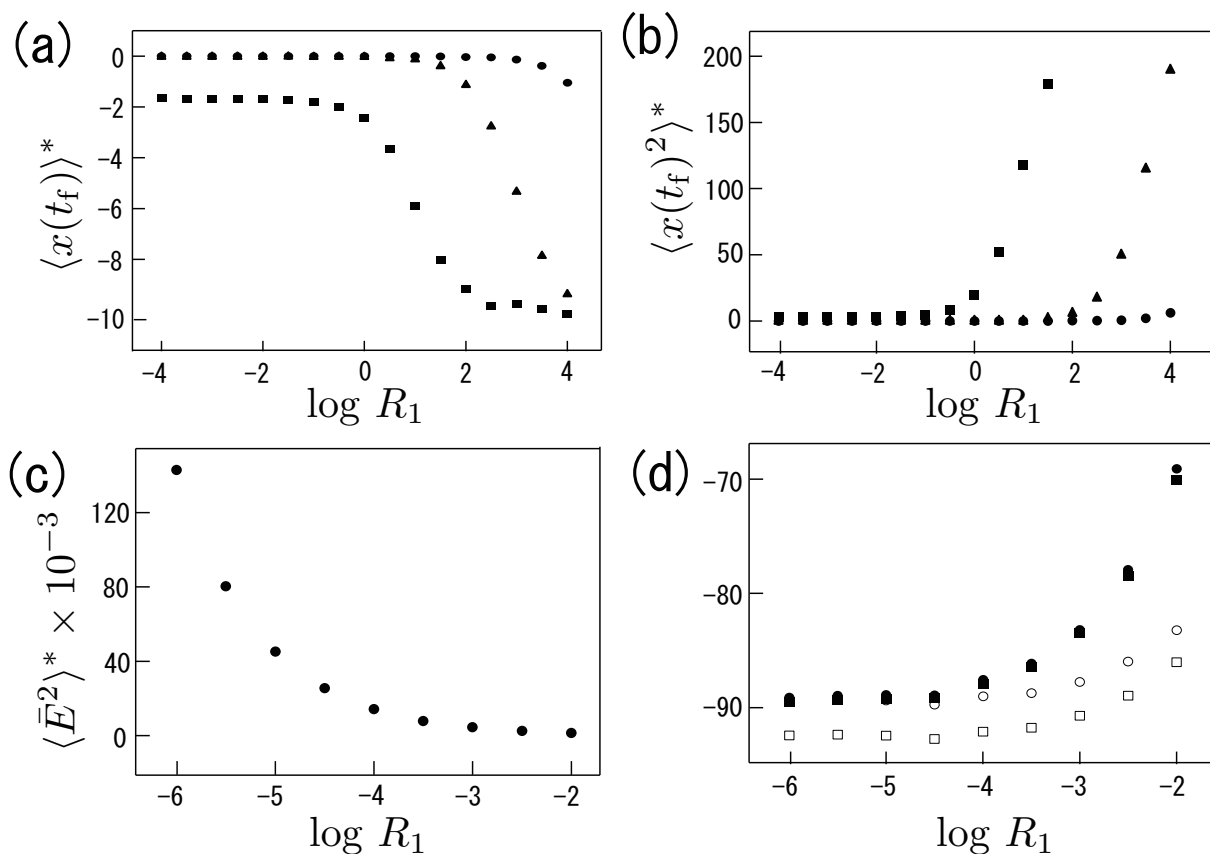 (a)
0
−2
−4
−6
−8
−10
⟨x(t_f)⟩*
−4 −2 0 2 4
log R₁
(b)
200
150
100
50
0
⟨x(t_f)²⟩*
−4 −2 0 2 4
log R₁
(c)
120
80
40
0
⟨Ē²⟩* × 10⁻³
−6 −5 −4 −3 −2
log R₁
(d)
−70
−80
−90
−6 −5 −4 −3 −2
log R₁